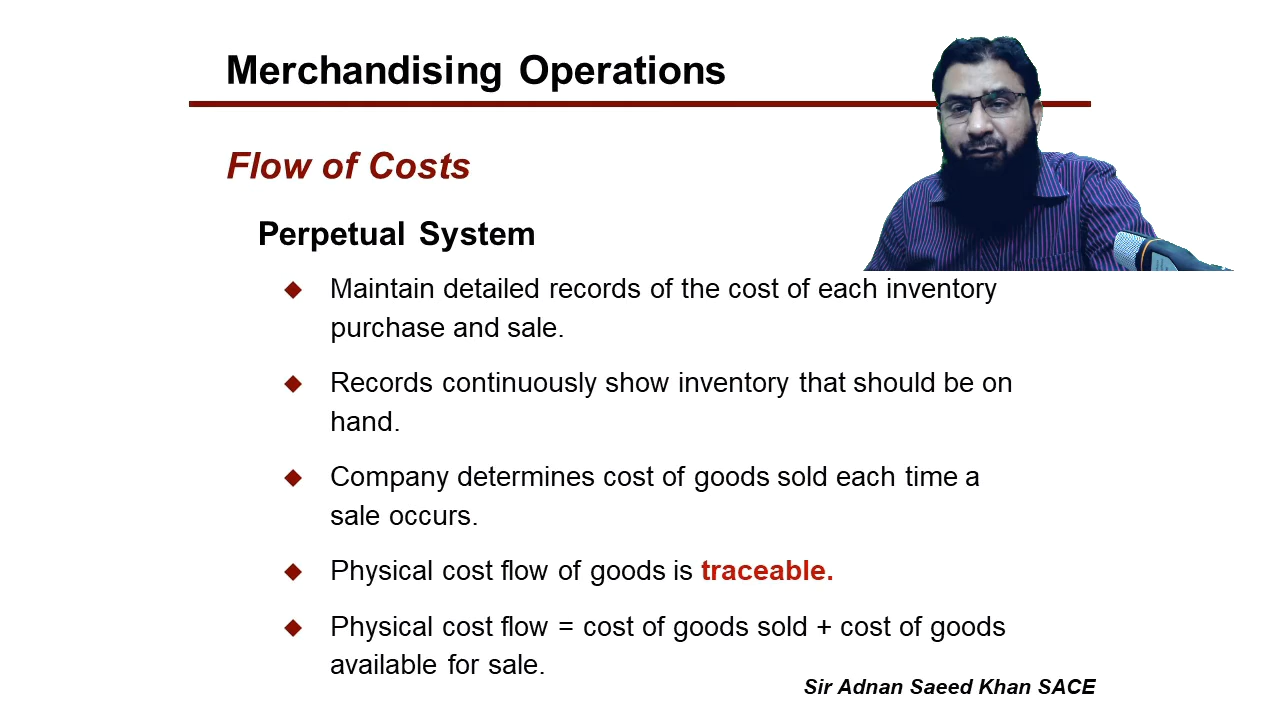 Merchandising Operations
Flow of Costs
Perpetual System
Maintain detailed records of the cost of each inventory
purchase and sale.
Records continuously show inventory that should be on
hand.
Company determines cost of goods sold each time a
sale occurs.
Physical cost flow of goods is traceable.
Physical cost flow = cost of goods sold + cost of goods
available for sale.
Sir Adnan Saeed Khan SACE